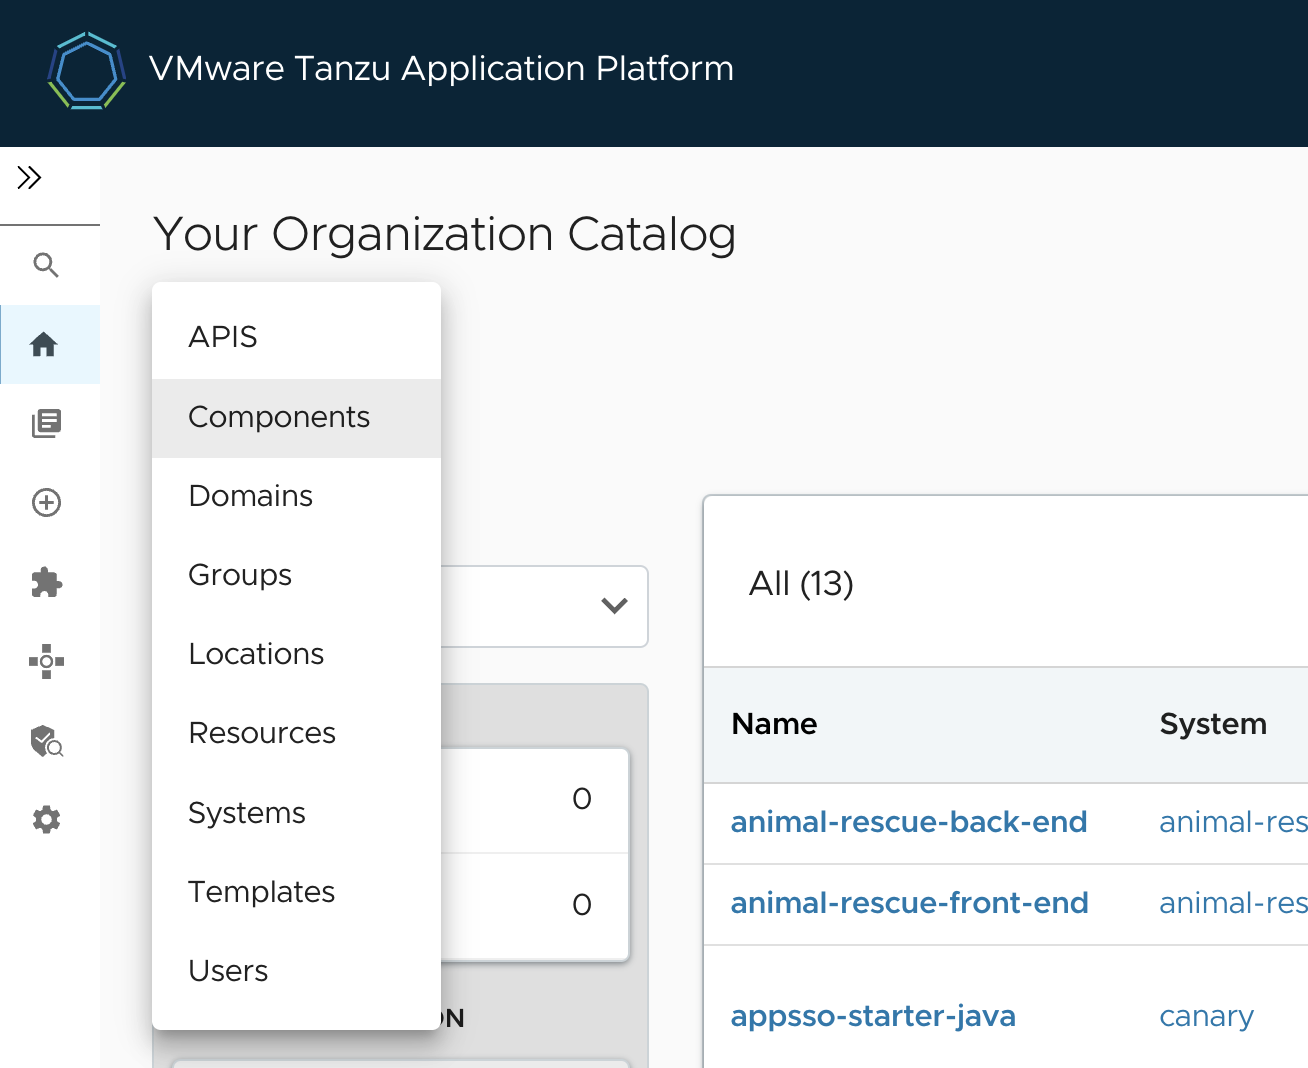 VMware Tanzu Application Platform
Your Organization Catalog
APIS
Components
Domains
Groups
Locations
Resources
Systems
Templates
Users
0
0
All (13)
Name System
animal-rescue-back-end animal-res
animal-rescue-front-end animal-res
appsso-starter-java canary